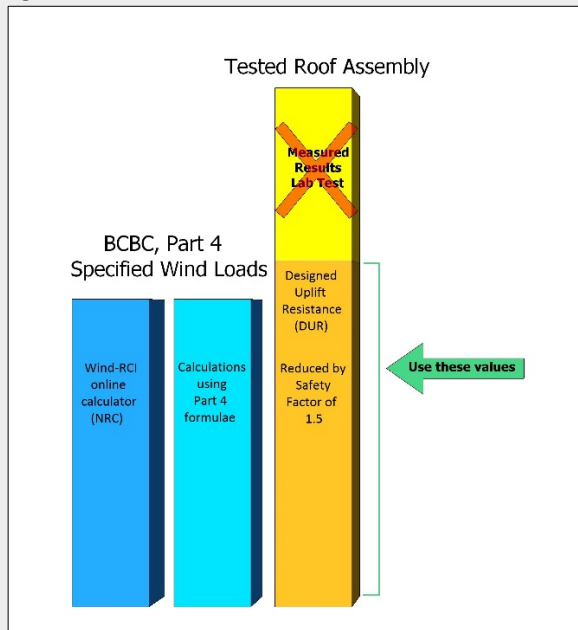 Tested Roof Assembly
Measured
Results
Lab Test
BCBC, Part 4
Specified Wind Loads
Designed
Uplift
Resistance
(DUR)
Reduced by
Safety
Factor of
1.5
Wind-RCI
online
calculator
(NRC)
Calculations
using
Part 4
formulae
Use these values